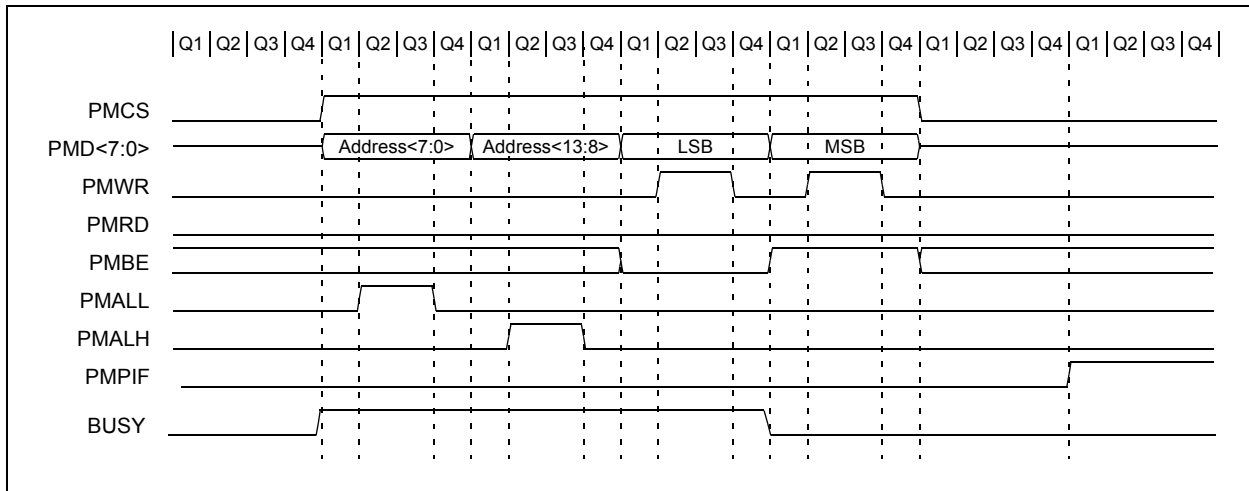 Q1 Q2 Q3 Q4 Q1 Q2 Q3 Q4 Q1 Q2 Q3 Q4 Q1 Q2 Q3 Q4 Q1 Q2 Q3 Q4 Q1 Q2 Q3 Q4 Q1 Q2 Q3 Q4
PMCS
PMD<7:0> Address<7:0> Address<13:8> LSB MSB
PMWR
PMRD
PMBE
PMALL
PMALH
PMPIF
BUSY